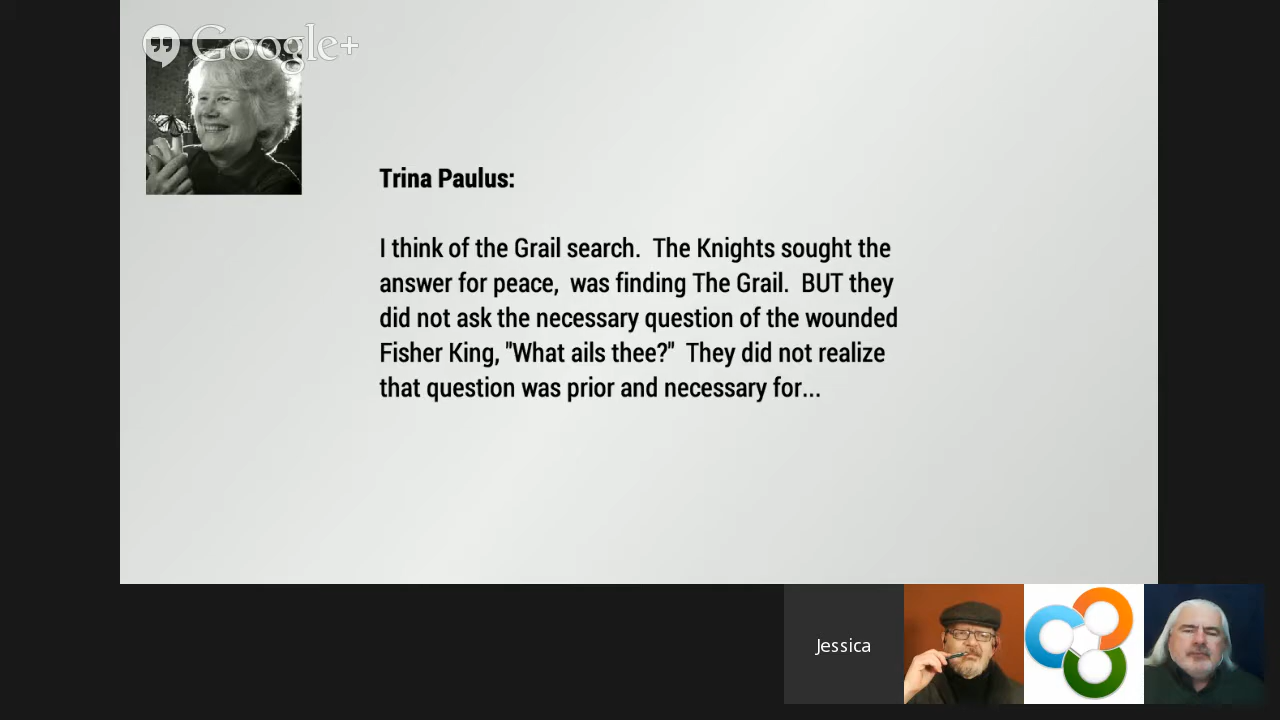 Google+
Trina Paulus:
I think of the Grail search.  The Knights sought the
answer for peace,  was finding The Grail.  BUT they
did not ask the necessary question of the wounded
Fisher King, "What ails thee?"  They did not realize
that question was prior and necessary for...
Jessica